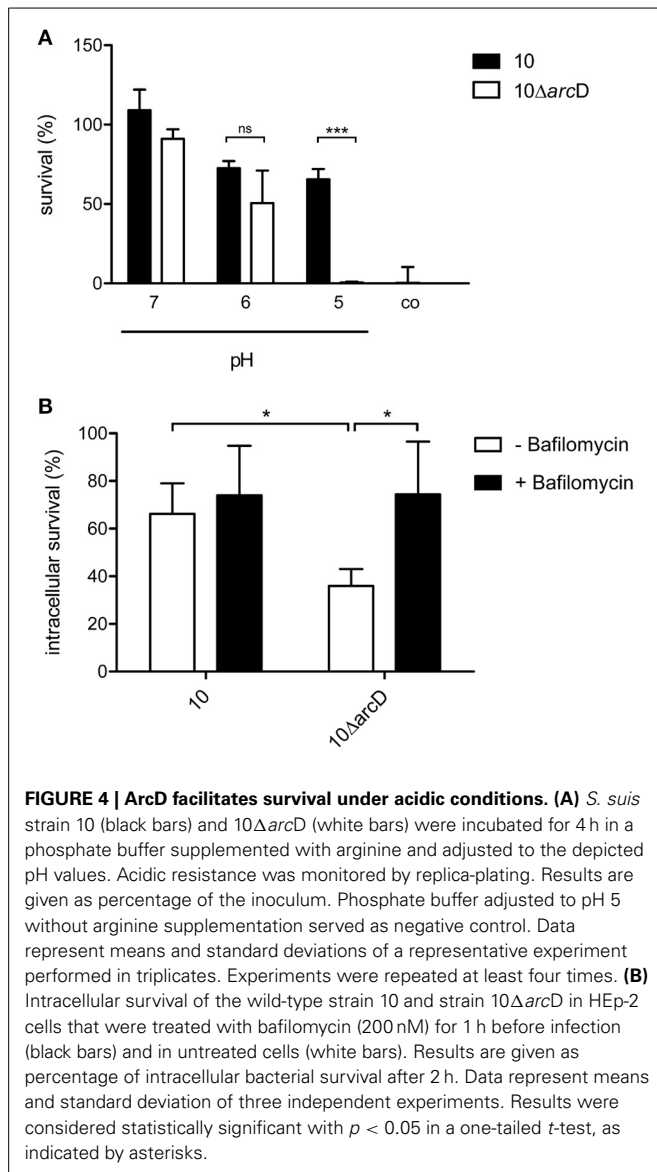 A
150
100
50
0
survival (%)
10
10ΔarcD
ns
***
7 6 5 co
pH
B
100
80
60
40
20
0
intracellular survival (%)
* *
- Bafilomycin
+ Bafilomycin
10 10ΔarcD
FIGURE 4 | ArcD facilitates survival under acidic conditions. (A) S. suis
strain 10 (black bars) and 10ΔarcD (white bars) were incubated for 4 h in a
phosphate buffer supplemented with arginine and adjusted to the depicted
pH values. Acidic resistance was monitored by replica-plating. Results are
given as percentage of the inoculum. Phosphate buffer adjusted to pH 5
without arginine supplementation served as negative control. Data
represent means and standard deviations of a representative experiment
performed in triplicates. Experiments were repeated at least four times. (B)
Intracellular survival of the wild-type strain 10 and strain 10ΔarcD in HEp-2
cells that were treated with bafilomycin (200 nM) for 1 h before infection
(black bars) and in untreated cells (white bars). Results are given as
percentage of intracellular bacterial survival after 2 h. Data represent means
and standard deviation of three independent experiments. Results were
considered statistically significant with p < 0.05 in a one-tailed t-test, as
indicated by asterisks.